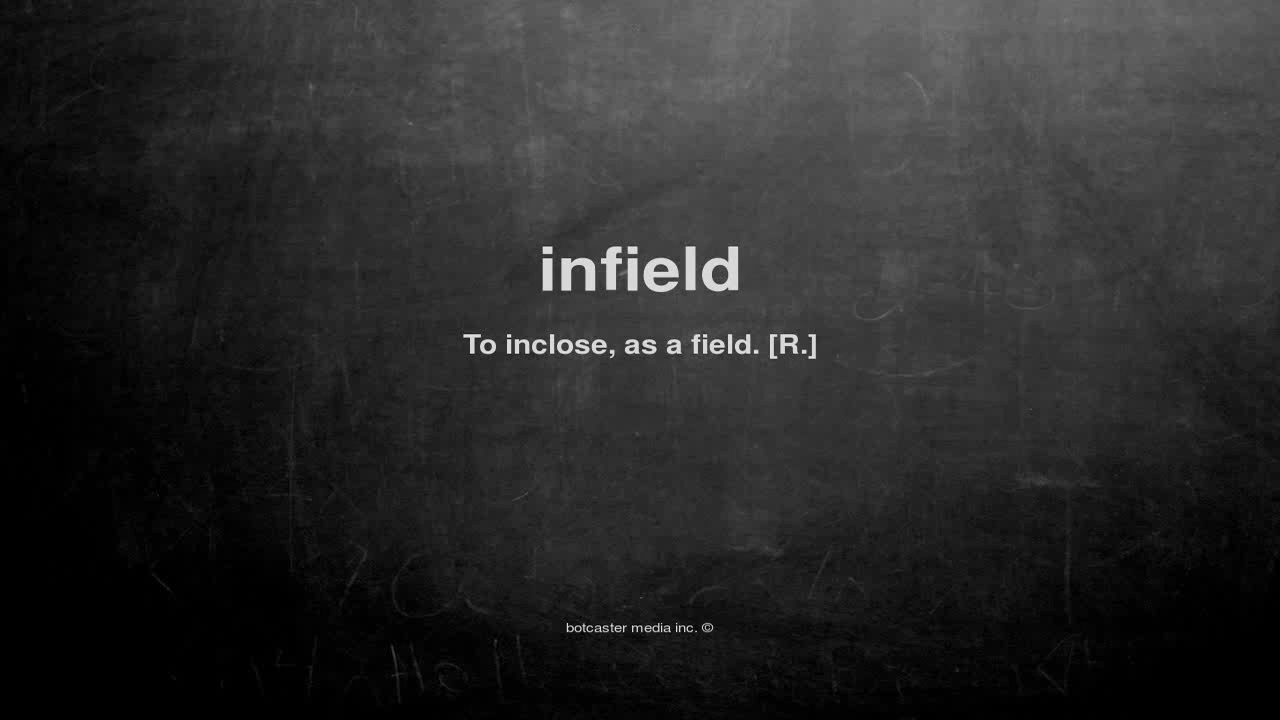 infield
To inclose, as a field. [R.]
botcaster media inc. ©